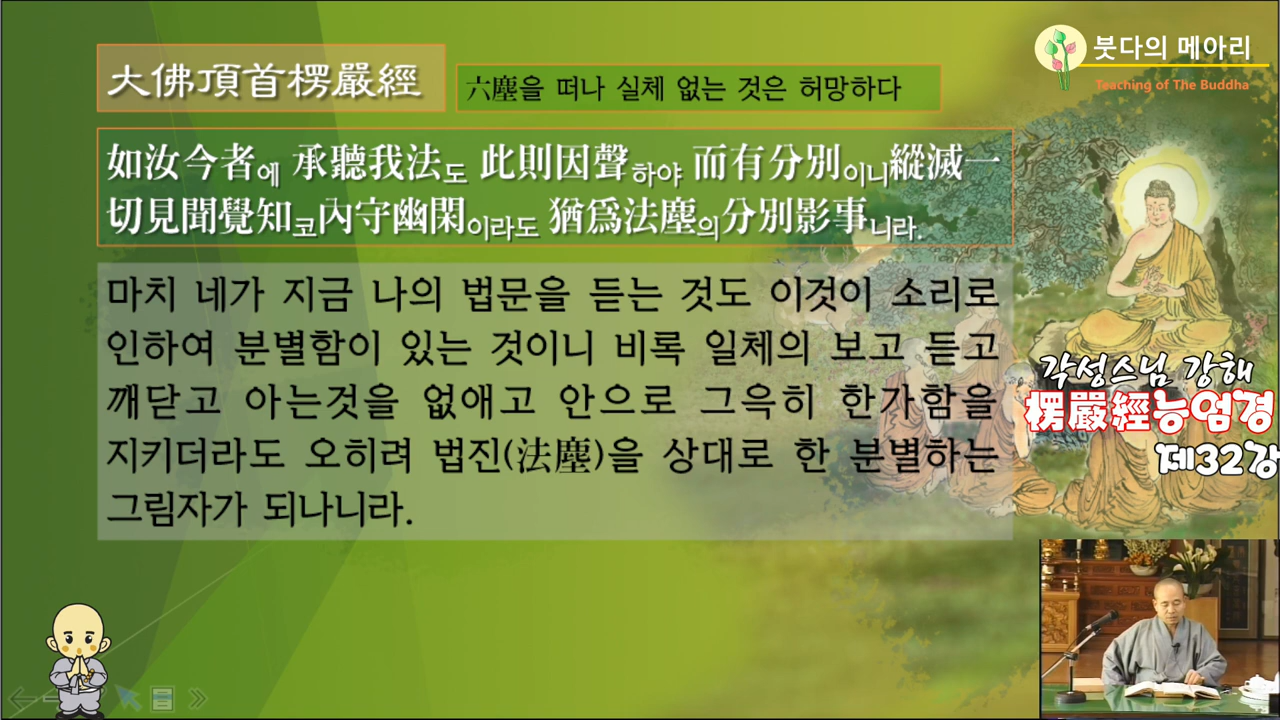 大佛頂首楞嚴經
六塵을 떠나 실체 없는 것은 허망하다
如汝今者에 承聽我法도 此則因聲하야 而有分別이니縱滅一
切見聞覺知코內守幽閑이라도 猶爲法塵의分別影事니라.
마치 네가 지금 나의 법문을 듣는 것도 이것이 소리로
인하여 분별함이 있는 것이니 비록 일체의 보고 듣고
깨닫고 아는것을 없애고 안으로 그윽히 한가함을
지키더라도 오히려 법진(法塵)을 상대로 한 분별하는
그림자가 되나니라.
붓다의 메아리
Teaching of The Buddha
각성스님 강해
楞嚴經능엄경
제32강